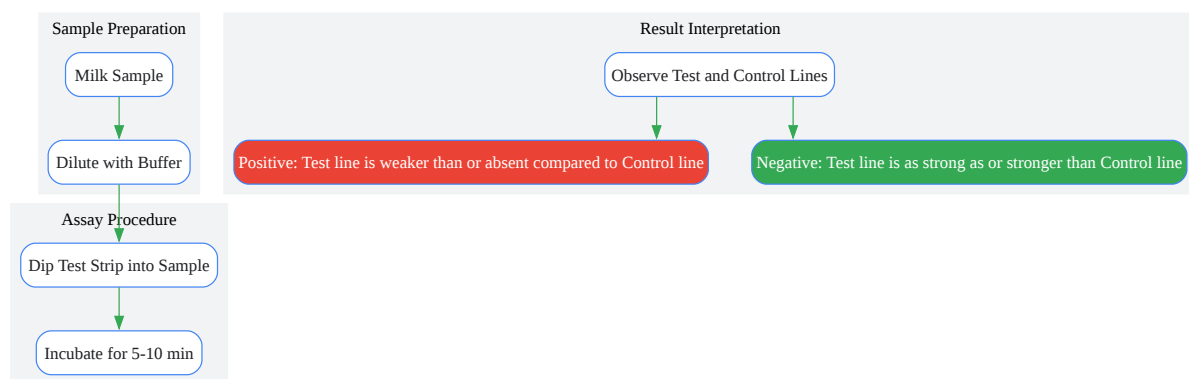 Sample Preparation
Milk Sample
Dilute with Buffer
Assay Procedure
Dip Test Strip into Sample
Incubate for 5-10 min
Result Interpretation
Observe Test and Control Lines
Positive: Test line is weaker than or absent compared to Control line
Negative: Test line is as strong as or stronger than Control line